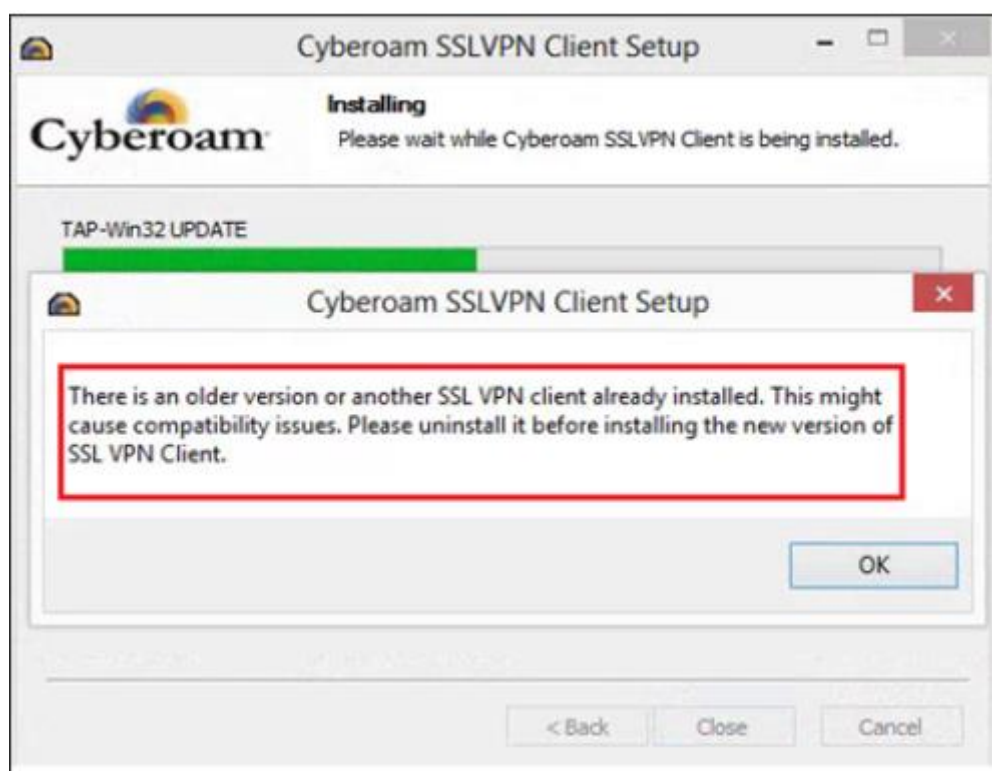 Cyberoam SSLVPN Client Setup
Cyberoam
Installing
Please wait while Cyberoam SSLVPN Client is being installed.
TAP-Win32 UPDATE
Cyberoam SSLVPN Client Setup
There is an older version or another SSL VPN client already installed. This might
cause compatibility issues. Please uninstall it before installing the new version of
SSL VPN Client.
OK
< Back
Close
Cancel